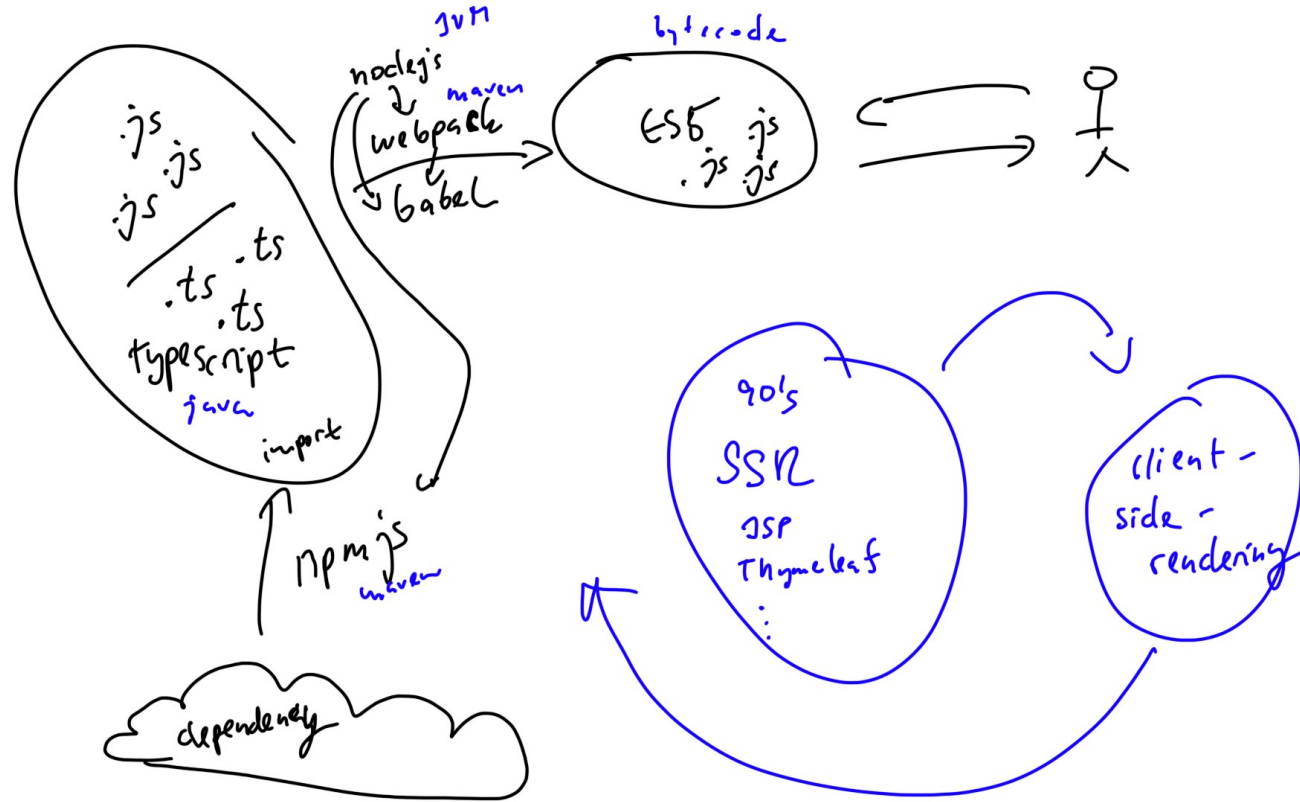 JVM
nodejs
maven
webpack
babel
bytecode
ES5 .js
.js .js
.js
.js .js
.ts .ts
.ts
typescript
java
import
npm js
maven
dependency
90's
SSR
JSP
Thymeleaf
client-
side-
rendering